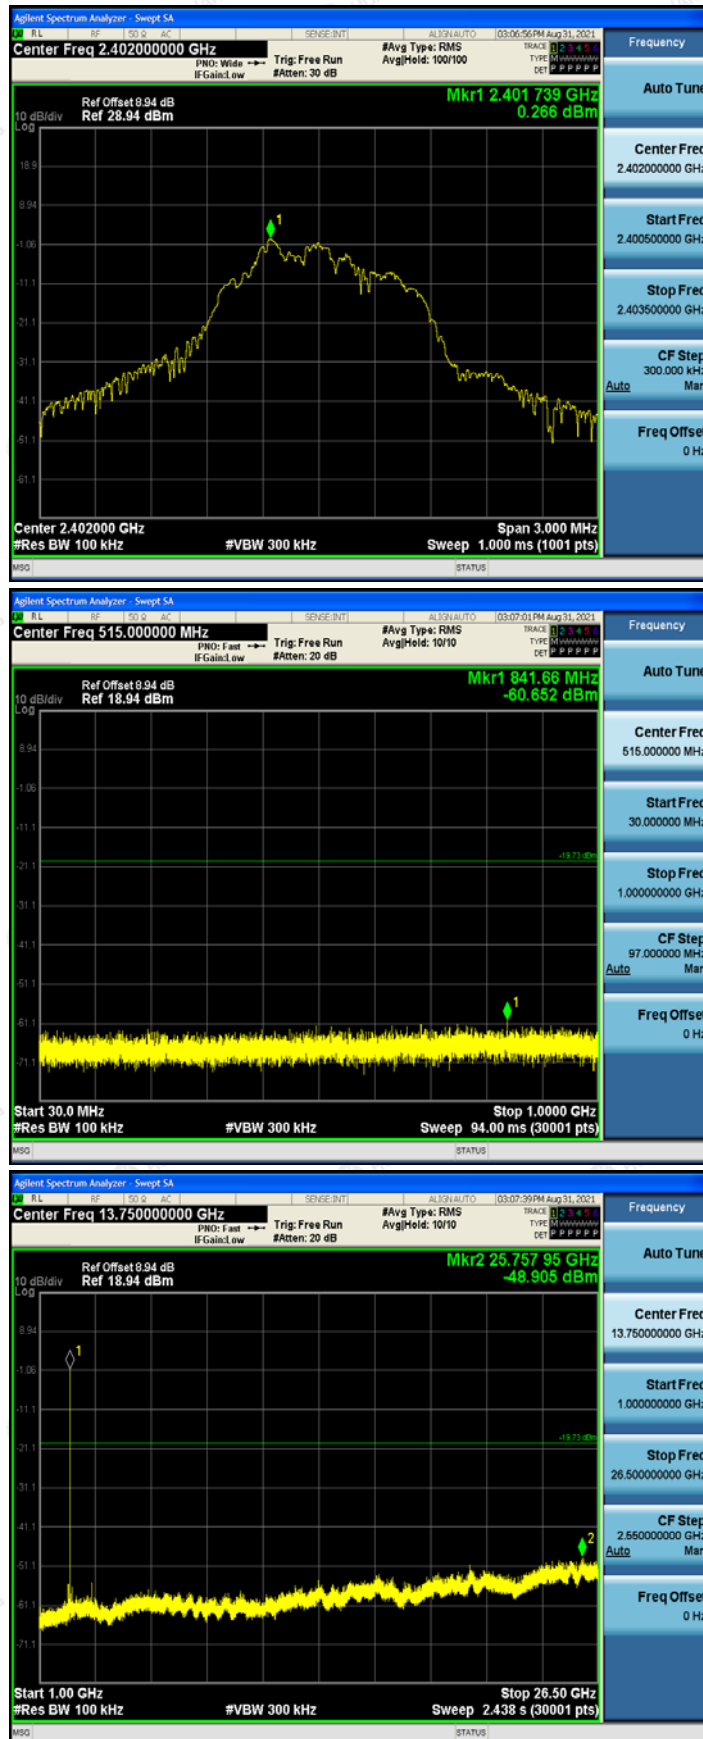 Agilent Spectrum Analyzer - Swept SA
RL RF 50 Ω AC SENSE:INT ALIGN AUTO 03:06:56 PM Aug 31, 2021
Center Freq 2.402000000 GHz #Avg Type: RMS TRACE 1 2 3 4 5 6
PNO: Wide Trig: Free Run Avg|Hold: 100/100 TYPE M
IFGain:Low #Atten: 30 dB DET P P P P P P
Frequency
Mkr1 2.401 739 GHz
0.266 dBm
Ref Offset 8.94 dB
10 dB/div Ref 28.94 dBm
Log
18.9
8.94
-1.06
-11.1
-21.1
-31.1
-41.1
-51.1
-61.1
1
Center 2.402000 GHz Span 3.000 MHz
#Res BW 100 kHz #VBW 300 kHz Sweep 1.000 ms (1001 pts)
MSG STATUS
Auto Tune
Center Freq
2.402000000 GHz
Start Freq
2.400500000 GHz
Stop Freq
2.403500000 GHz
CF Step
300.000 kHz
Auto Man
Freq Offset
0 Hz
Agilent Spectrum Analyzer - Swept SA
RL RF 50 Ω AC SENSE:INT ALIGN AUTO 03:07:01 PM Aug 31, 2021
Center Freq 515.000000 MHz #Avg Type: RMS TRACE 1 2 3 4 5 6
PNO: Fast Trig: Free Run Avg|Hold: 10/10 TYPE M
IFGain:Low #Atten: 20 dB DET P P P P P P
Frequency
Mkr1 841.66 MHz
-60.652 dBm
Ref Offset 8.94 dB
10 dB/div Ref 18.94 dBm
Log
8.94
-1.06
-11.1
-21.1
-31.1
-41.1
-51.1
-61.1
-71.1
-19.73 dBm
1
Start 30.0 MHz Stop 1.0000 GHz
#Res BW 100 kHz #VBW 300 kHz Sweep 94.00 ms (30001 pts)
MSG STATUS
Auto Tune
Center Freq
515.000000 MHz
Start Freq
30.000000 MHz
Stop Freq
1.000000000 GHz
CF Step
97.000000 MHz
Auto Man
Freq Offset
0 Hz
Agilent Spectrum Analyzer - Swept SA
RL RF 50 Ω AC SENSE:INT ALIGN AUTO 03:07:39 PM Aug 31, 2021
Center Freq 13.750000000 GHz #Avg Type: RMS TRACE 1 2 3 4 5 6
PNO: Fast Trig: Free Run Avg|Hold: 10/10 TYPE M
IFGain:Low #Atten: 20 dB DET P P P P P P
Frequency
Mkr2 25.757 95 GHz
-48.905 dBm
Ref Offset 8.94 dB
10 dB/div Ref 18.94 dBm
Log
8.94
-1.06
-11.1
-21.1
-31.1
-41.1
-51.1
-61.1
-71.1
1
-19.73 dBm
2
Start 1.00 GHz Stop 26.50 GHz
#Res BW 100 kHz #VBW 300 kHz Sweep 2.438 s (30001 pts)
MSG STATUS
Auto Tune
Center Freq
13.750000000 GHz
Start Freq
1.000000000 GHz
Stop Freq
26.500000000 GHz
CF Step
2.550000000 GHz
Auto Man
Freq Offset
0 Hz